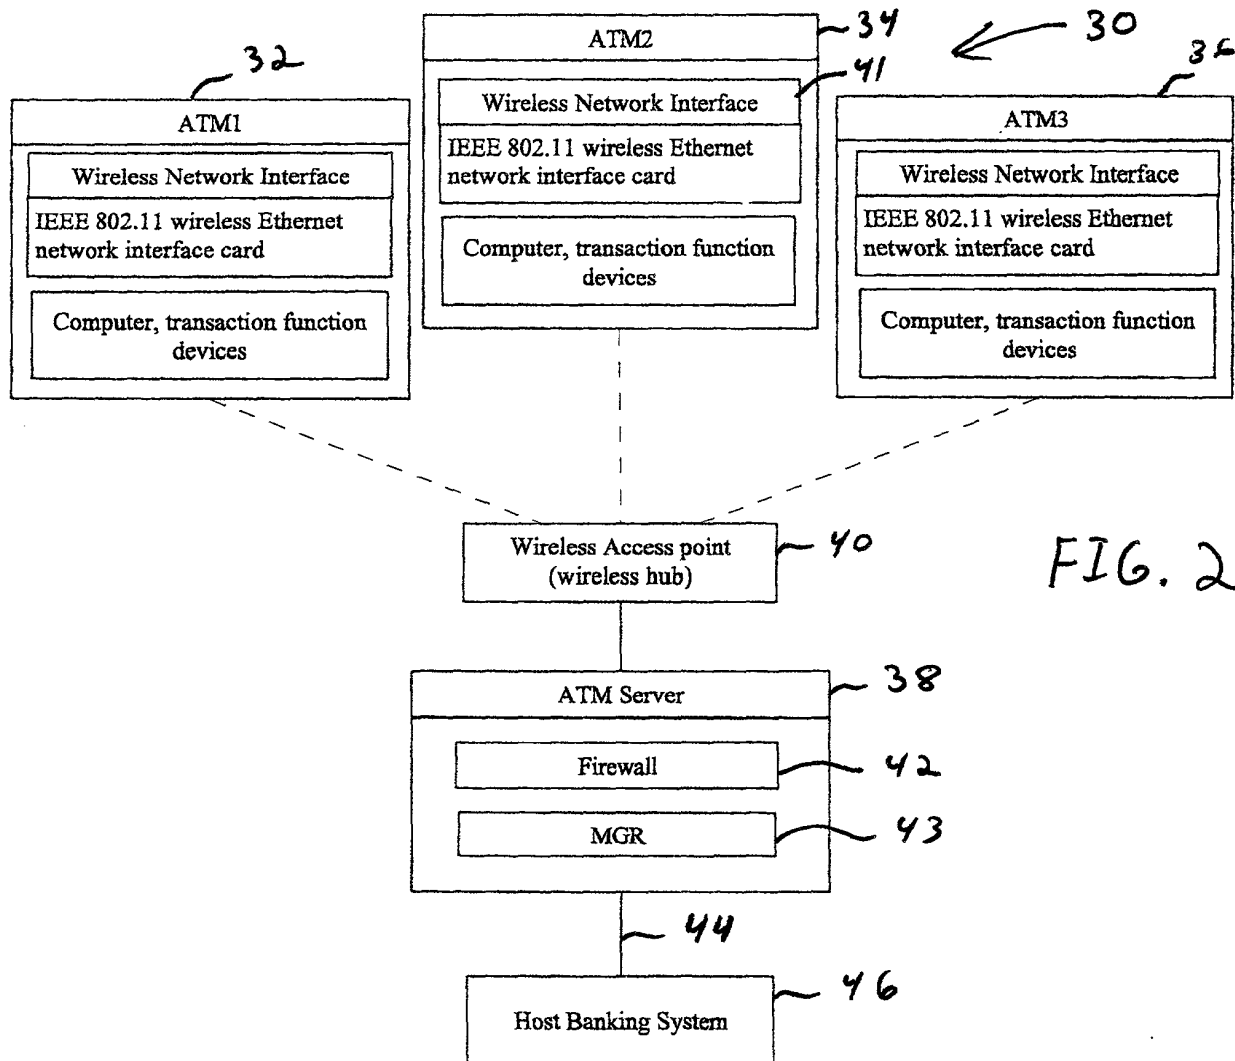 ATM2
34
30
32
41
36
ATM1
Wireless Network Interface
IEEE 802.11 wireless Ethernet
network interface card
Computer, transaction function
devices
Wireless Network Interface
IEEE 802.11 wireless Ethernet
network interface card
Computer, transaction function
devices
ATM3
Wireless Network Interface
IEEE 802.11 wireless Ethernet
network interface card
Computer, transaction function
devices
Wireless Access point
(wireless hub)
40
FIG. 2
ATM Server
38
Firewall
42
MGR
43
44
Host Banking System
46